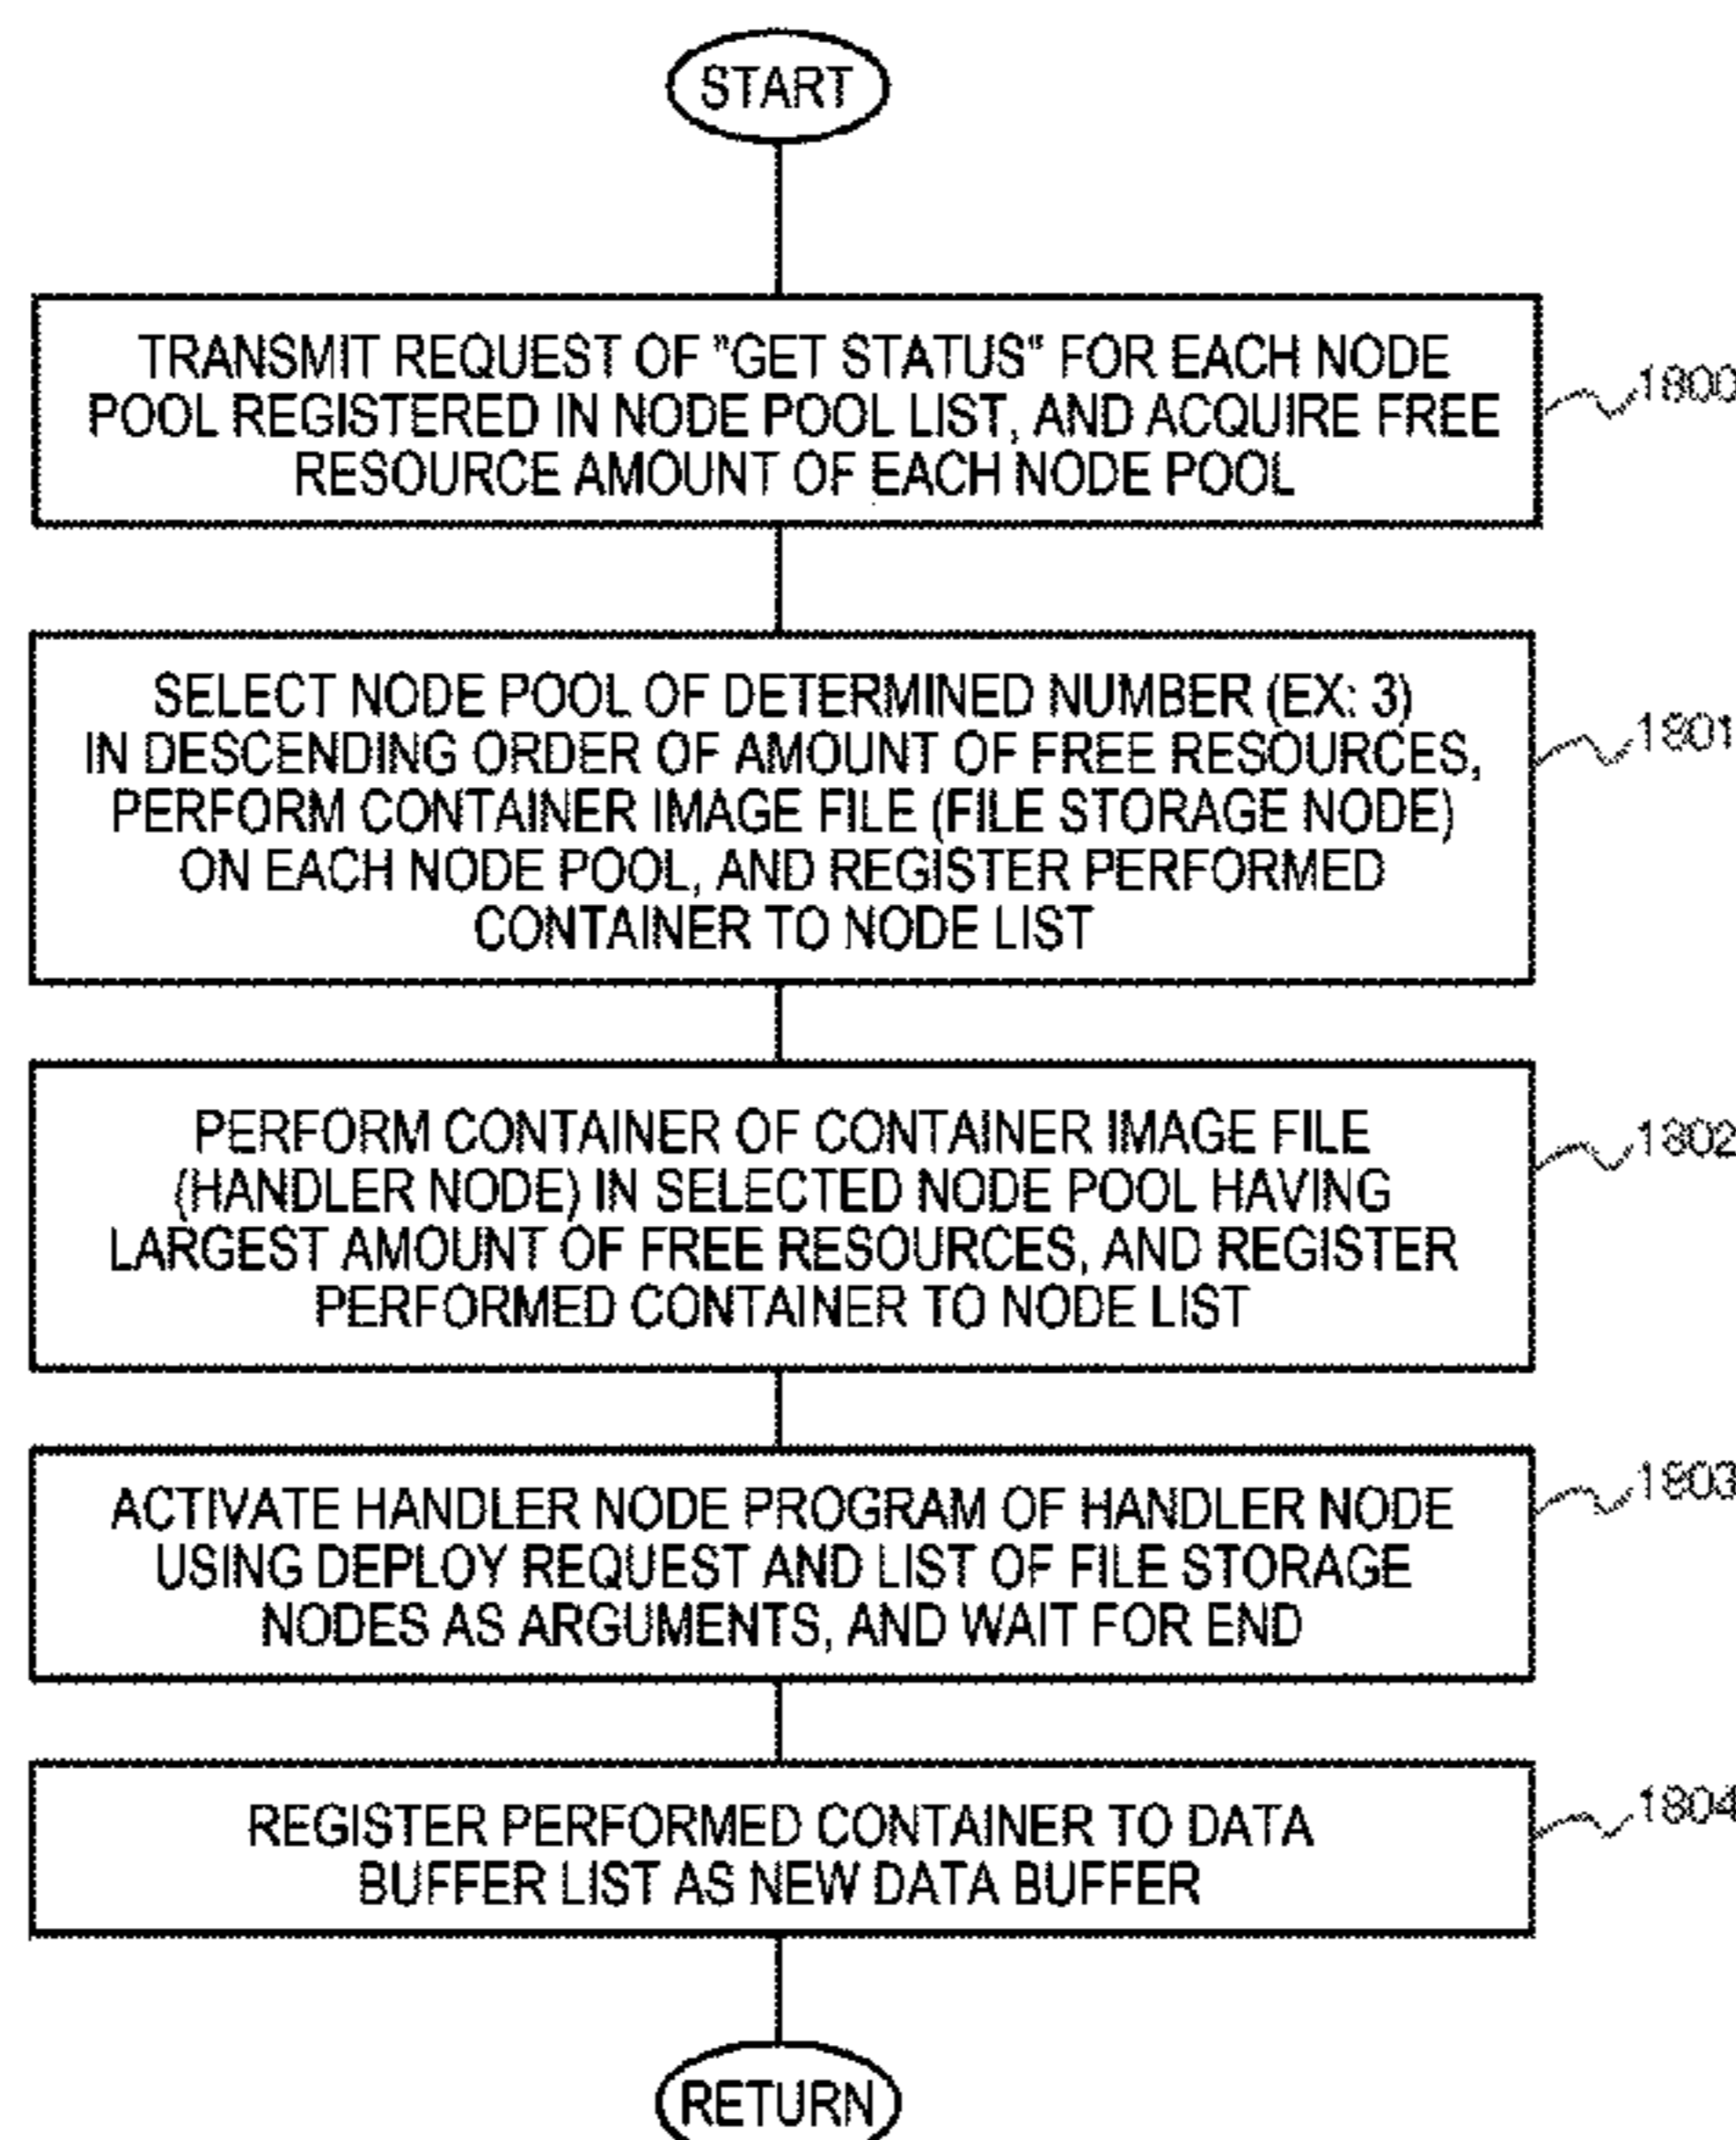 START
TRANSMIT REQUEST OF "GET STATUS" FOR EACH NODE
POOL REGISTERED IN NODE POOL LIST, AND ACQUIRE FREE
RESOURCE AMOUNT OF EACH NODE POOL
1800
SELECT NODE POOL OF DETERMINED NUMBER (EX: 3)
IN DESCENDING ORDER OF AMOUNT OF FREE RESOURCES,
PERFORM CONTAINER IMAGE FILE (FILE STORAGE NODE)
ON EACH NODE POOL, AND REGISTER PERFORMED
CONTAINER TO NODE LIST
1801
PERFORM CONTAINER OF CONTAINER IMAGE FILE
(HANDLER NODE) IN SELECTED NODE POOL HAVING
LARGEST AMOUNT OF FREE RESOURCES, AND REGISTER
PERFORMED CONTAINER TO NODE LIST
1802
ACTIVATE HANDLER NODE PROGRAM OF HANDLER NODE
USING DEPLOY REQUEST AND LIST OF FILE STORAGE
NODES AS ARGUMENTS, AND WAIT FOR END
1803
REGISTER PERFORMED CONTAINER TO DATA
BUFFER LIST AS NEW DATA BUFFER
1804
RETURN